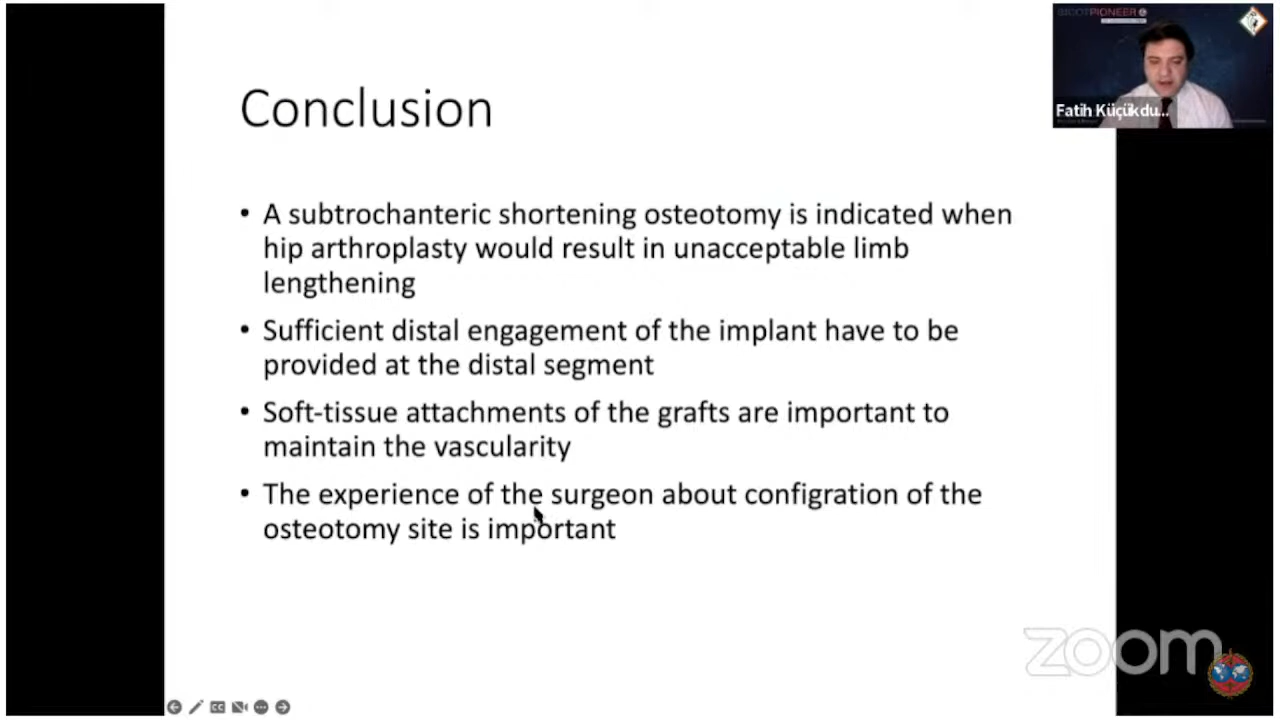 Conclusion
• A subtrochanteric shortening osteotomy is indicated when
hip arthroplasty would result in unacceptable limb
lengthening
• Sufficient distal engagement of the implant have to be
provided at the distal segment
• Soft-tissue attachments of the grafts are important to
maintain the vascularity
• The experience of the surgeon about configration of the
osteotomy site is important
Fatih Küçükdu...
zoom
CC